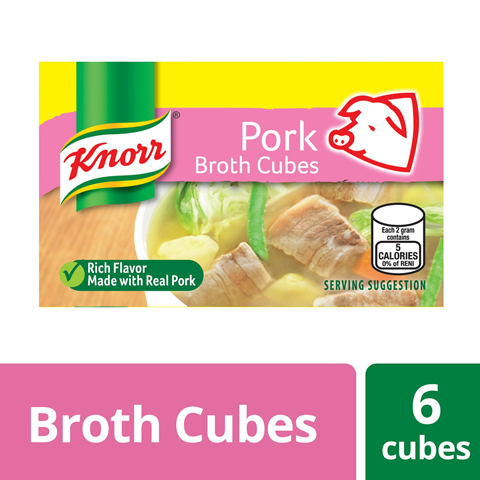 Knorr®
Pork
Broth Cubes
Each 2 gram
contains
5
CALORIES
0% of RENI
Rich Flavor
Made with Real Pork
SERVING SUGGESTION
Broth Cubes
6
cubes